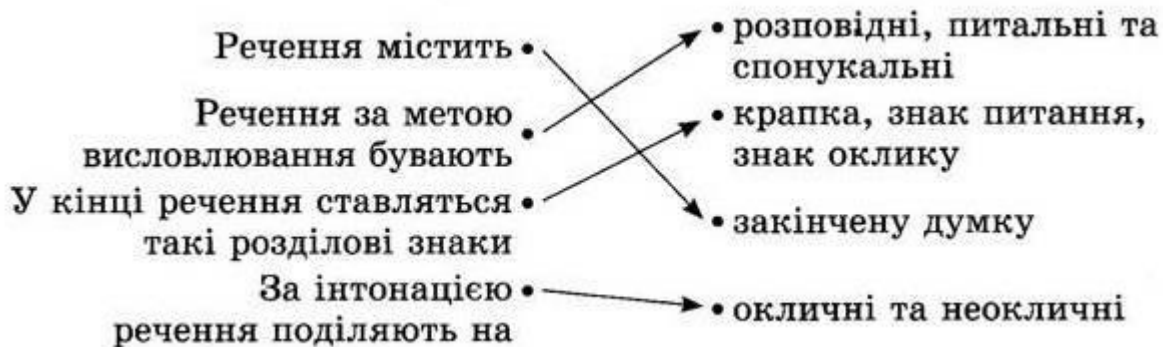 Речення містить •
Речення за метою
висловлювання бувають •
У кінці речення ставляться •
такі розділові знаки
За інтонацією •
речення поділяють на
• розповідні, питальні та
спонукальні
• крапка, знак питання,
знак оклику
• закінчену думку
• окличні та неокличні